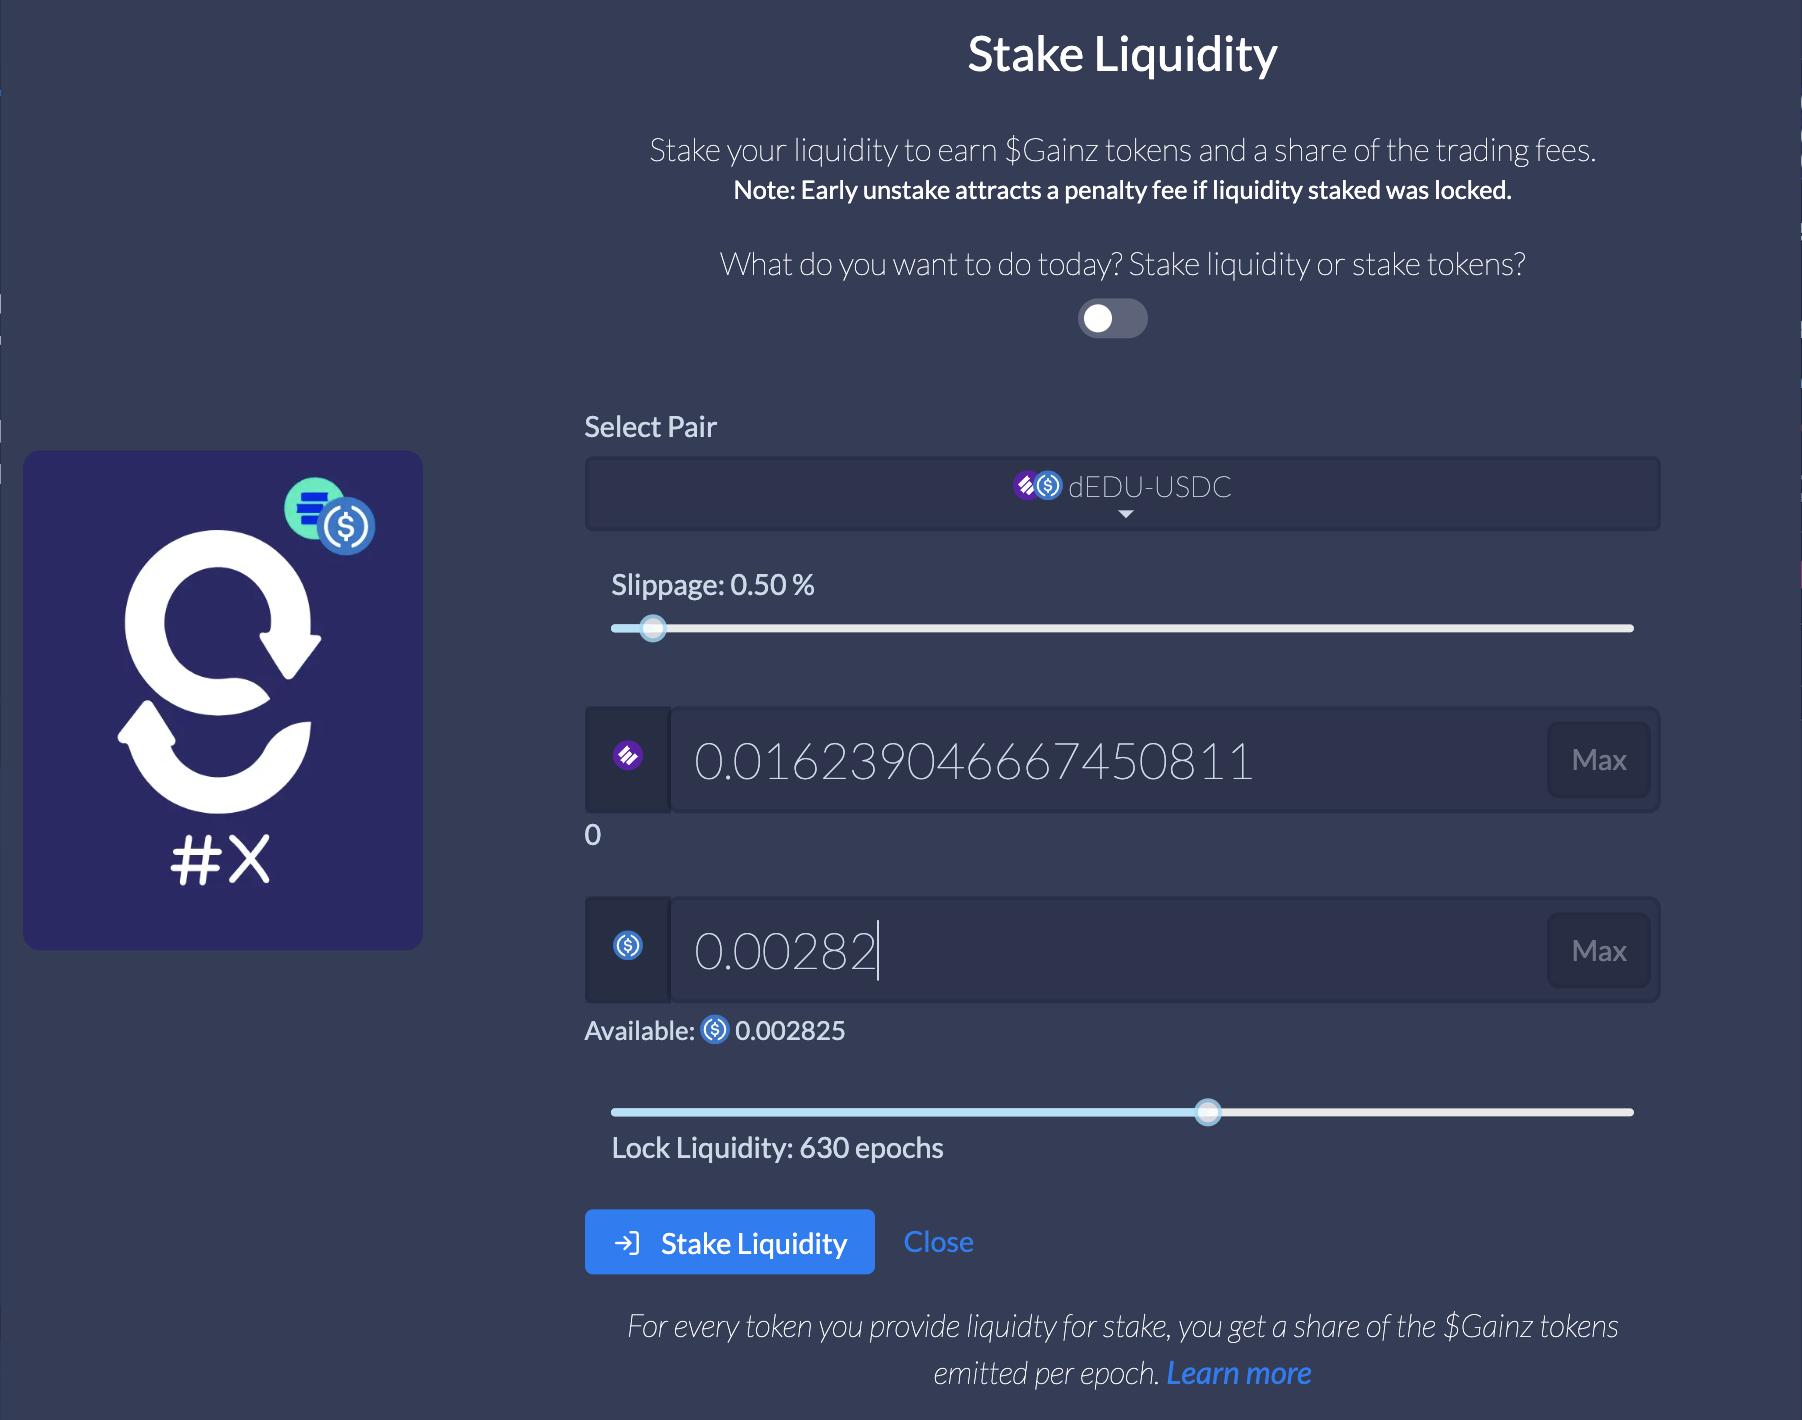 Stake Liquidity
Stake your liquidity to earn $Gainz tokens and a share of the trading fees.
Note: Early unstake attracts a penalty fee if liquidity staked was locked.
What do you want to do today? Stake liquidity or stake tokens?
Select Pair
dEDU-USDC
Slippage: 0.50 %
0.016239046667450811
Max
0
0.00282
Max
Available: 0.002825
Lock Liquidity: 630 epochs
Stake Liquidity
Close
For every token you provide liquidty for stake, you get a share of the $Gainz tokens
emitted per epoch. Learn more
#X